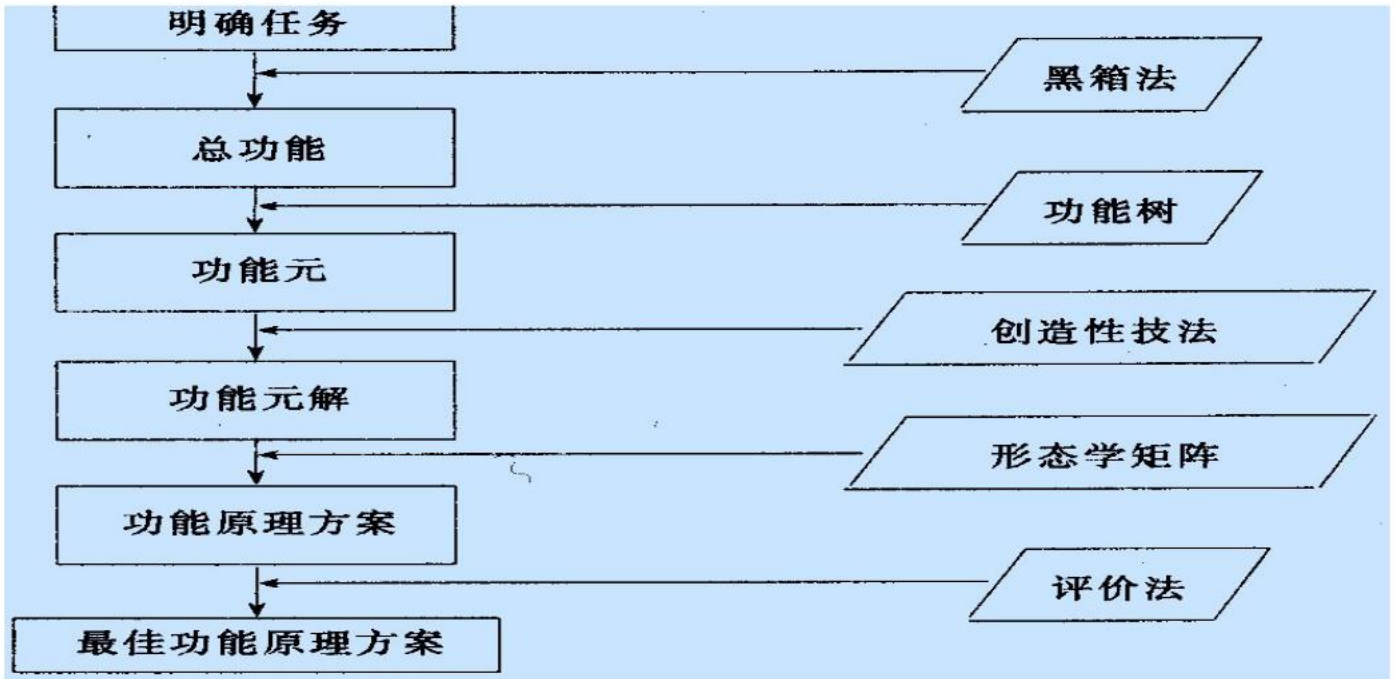 明确任务
黑箱法
总功能
功能树
功能元
创造性技法
功能元解
形态学矩阵
功能原理方案
评价法
最佳功能原理方案